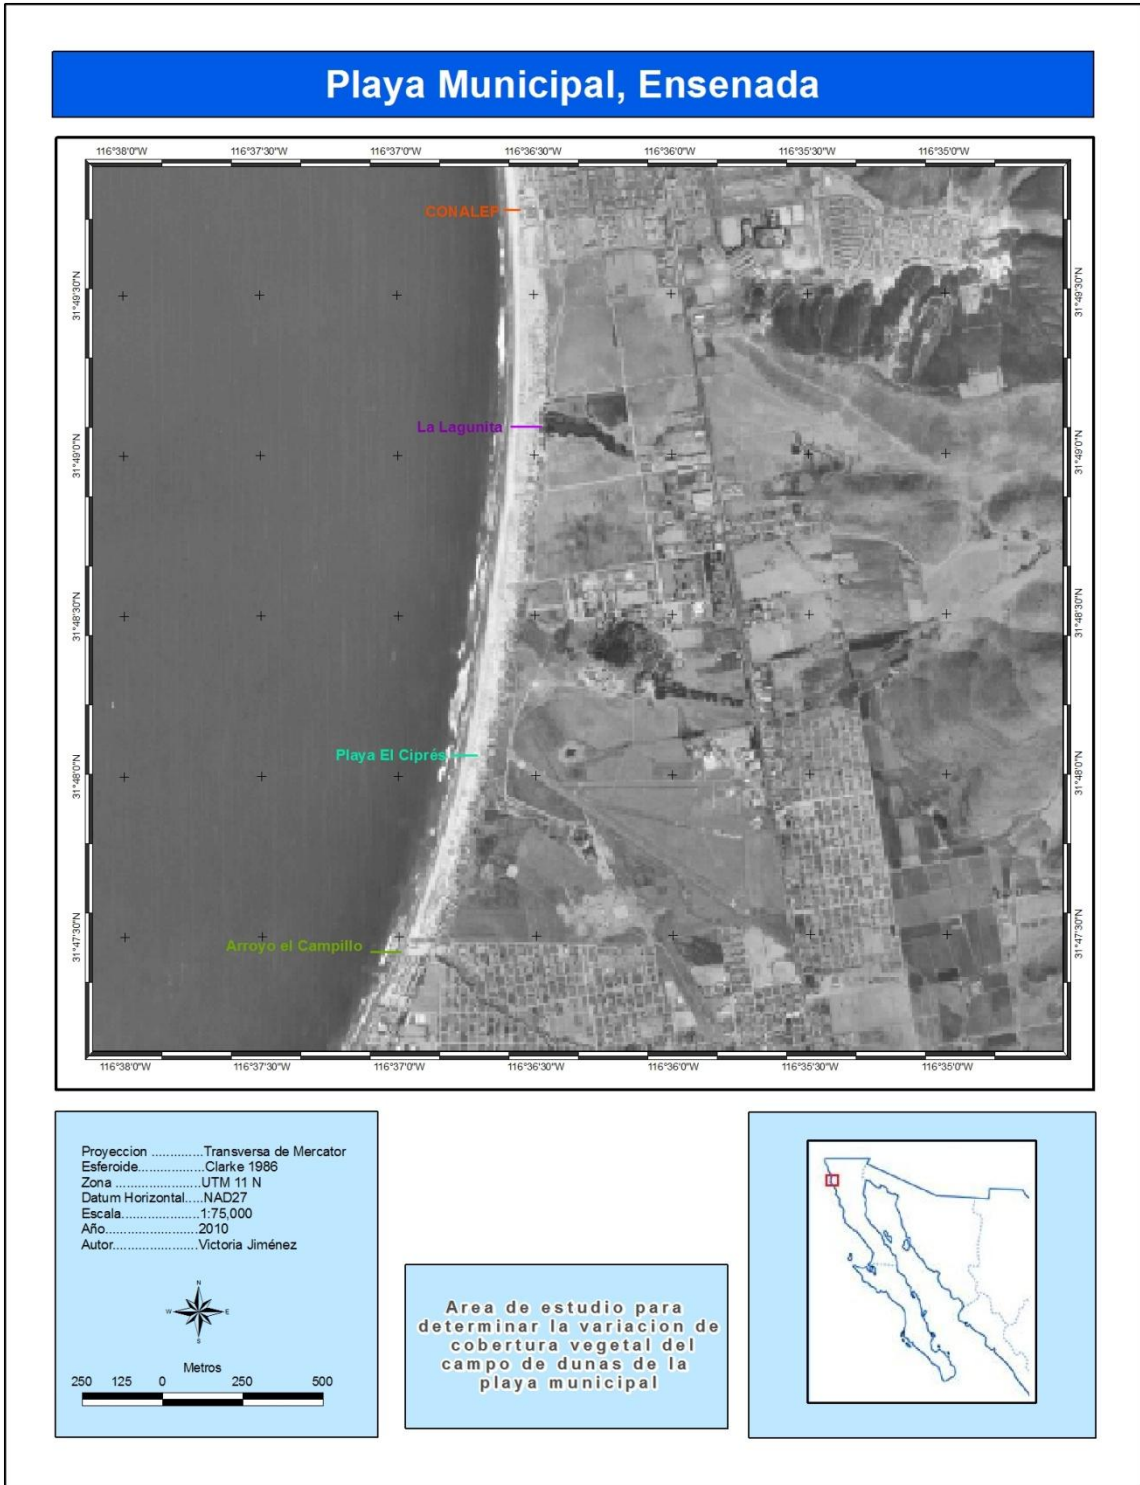 Playa Municipal, Ensenada
116°38'0"W 116°37'30"W 116°37'0"W 116°36'30"W 116°36'0"W 116°35'30"W 116°35'0"W
CONALEP
31°49'30"N 31°49'30"N
La Lagunita
31°49'0"N 31°49'0"N
31°48'30"N 31°48'30"N
Playa El Ciprés
31°48'0"N 31°48'0"N
31°47'30"N 31°47'30"N
Arroyo el Campillo
116°38'0"W 116°37'30"W 116°37'0"W 116°36'30"W 116°36'0"W 116°35'30"W 116°35'0"W
Proyeccion .............Transversa de Mercator
Esferoide.................Clarke 1986
Zona ......................UTM 11 N
Datum Horizontal.....NAD27
Escala....................1:75,000
Año........................2010
Autor......................Victoria Jiménez
N
W E
S
Metros
250 125 0 250 500
Area de estudio para
determinar la variacion de
cobertura vegetal del
campo de dunas de la
playa municipal